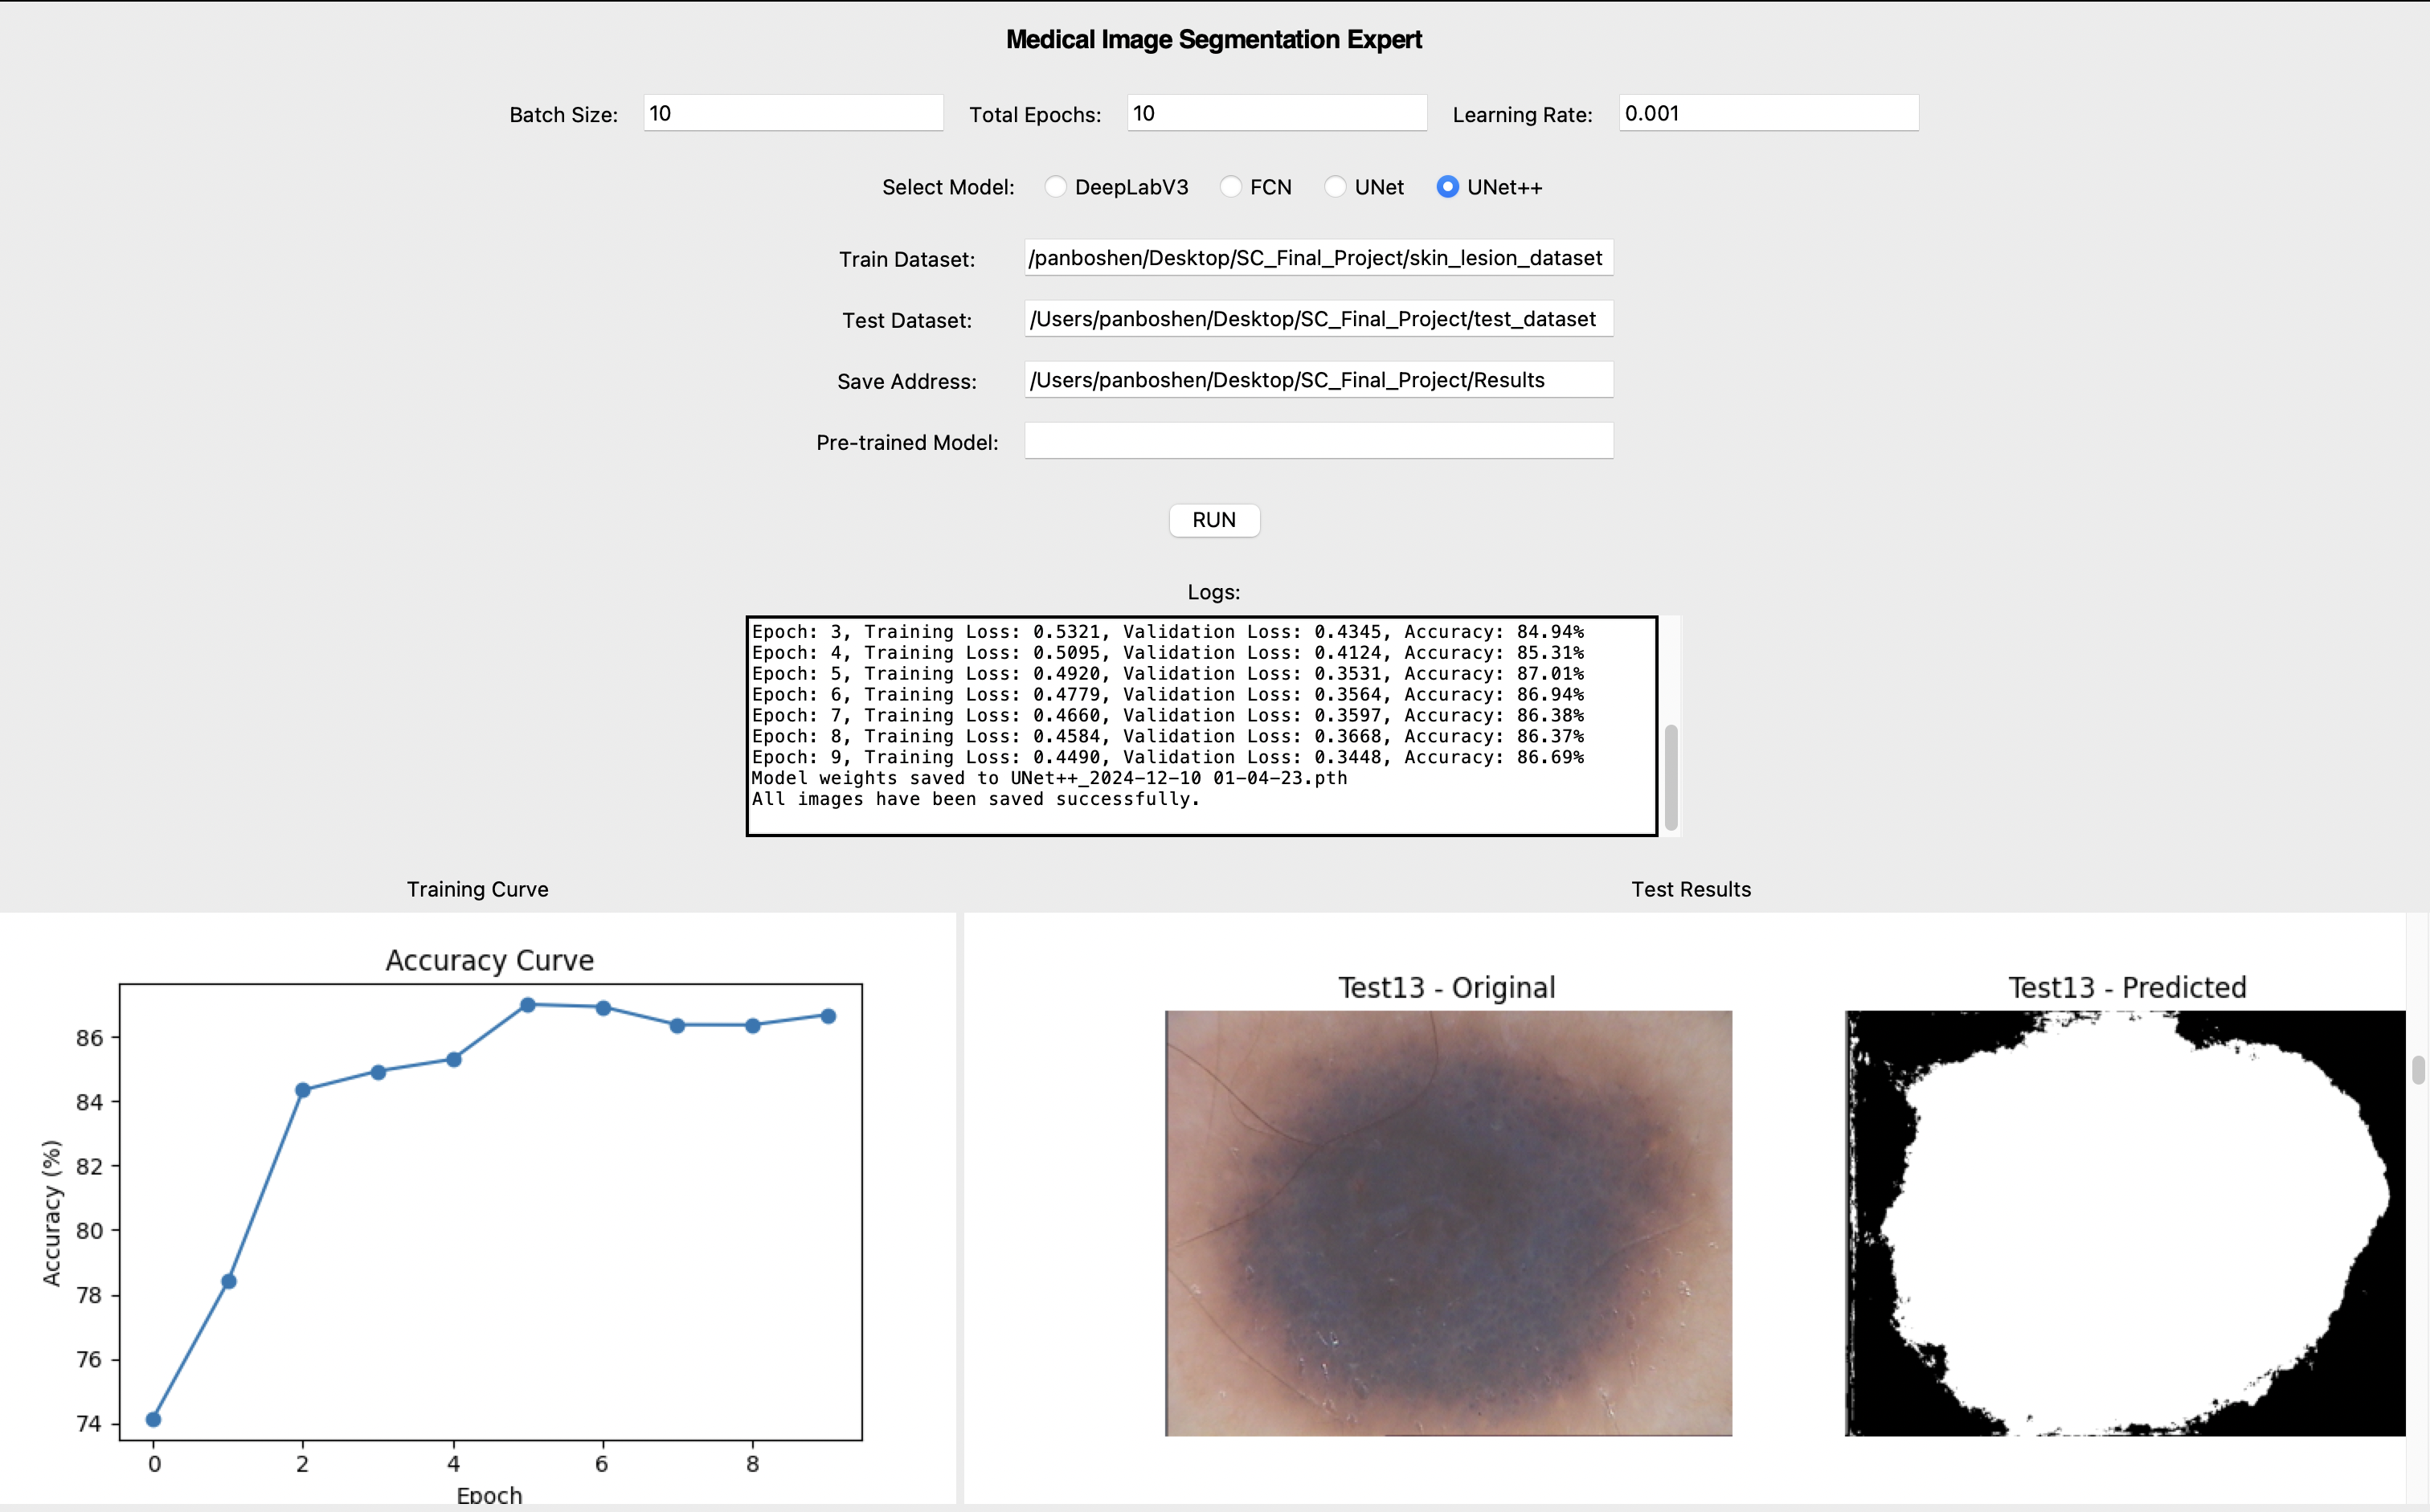 Medical Image Segmentation Expert
Batch Size: 10 Total Epochs: 10 Learning Rate: 0.001
Select Model: DeepLabV3 FCN UNet UNet++
Train Dataset: /panboshen/Desktop/SC_Final_Project/skin_lesion_dataset
Test Dataset: /Users/panboshen/Desktop/SC_Final_Project/test_dataset
Save Address: /Users/panboshen/Desktop/SC_Final_Project/Results
Pre-trained Model:
RUN
Logs:
Epoch: 3, Training Loss: 0.5321, Validation Loss: 0.4345, Accuracy: 84.94%
Epoch: 4, Training Loss: 0.5095, Validation Loss: 0.4124, Accuracy: 85.31%
Epoch: 5, Training Loss: 0.4920, Validation Loss: 0.3531, Accuracy: 87.01%
Epoch: 6, Training Loss: 0.4779, Validation Loss: 0.3564, Accuracy: 86.94%
Epoch: 7, Training Loss: 0.4660, Validation Loss: 0.3597, Accuracy: 86.38%
Epoch: 8, Training Loss: 0.4584, Validation Loss: 0.3668, Accuracy: 86.37%
Epoch: 9, Training Loss: 0.4490, Validation Loss: 0.3448, Accuracy: 86.69%
Model weights saved to UNet++_2024-12-10 01-04-23.pth
All images have been saved successfully.
Training Curve
Accuracy Curve
Accuracy (%)
86
84
82
80
78
76
74
0 2 4 6 8
Epoch
Test Results
Test13 - Original
Test13 - Predicted